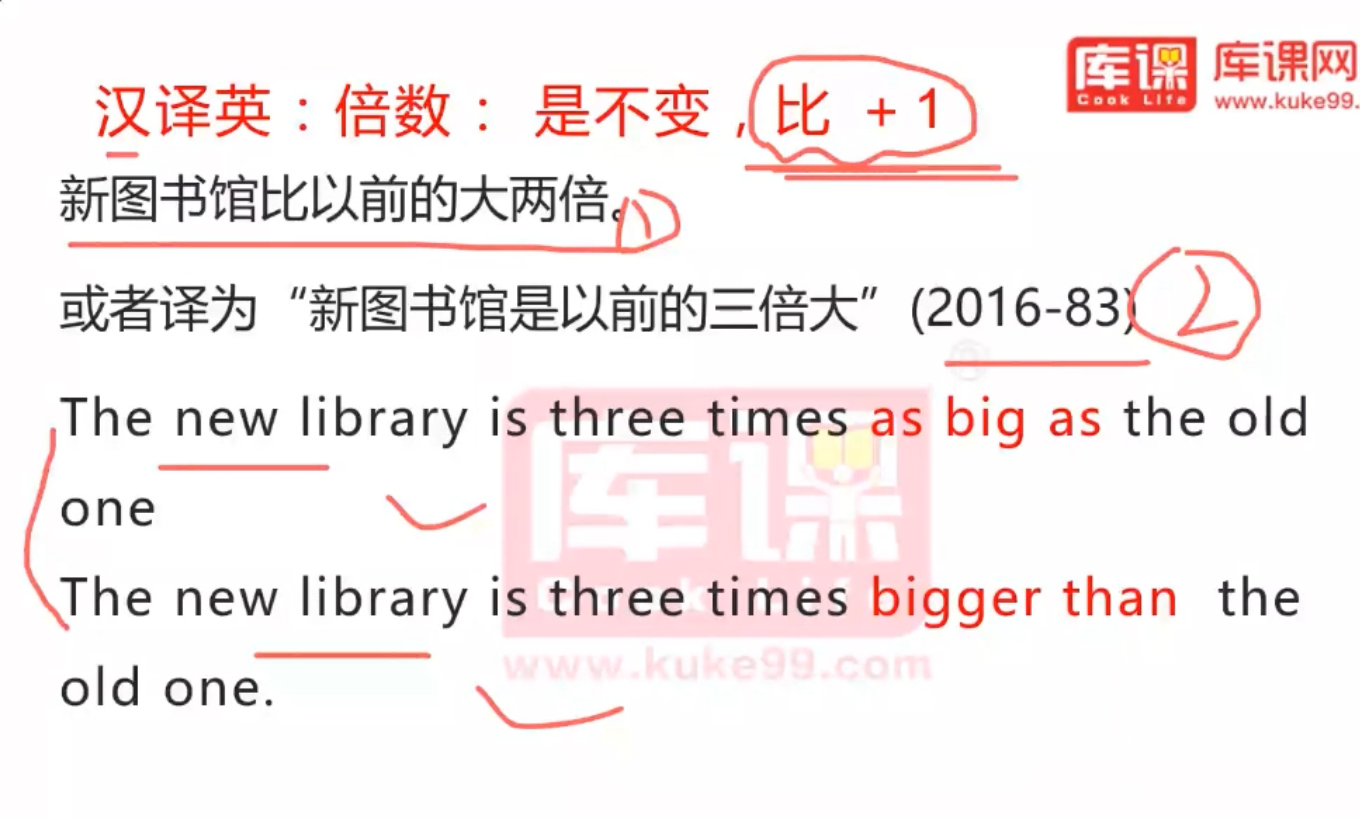 库课 库课网
Cook Life www.kuke99.
汉译英：倍数： 是不变，比 +1
新图书馆比以前的大两倍。1
或者译为“新图书馆是以前的三倍大”(2016-83) 2
The new library is three times as big as the old
one
The new library is three times bigger than the
old one.
库课
Cook Life
www.kuke99.com